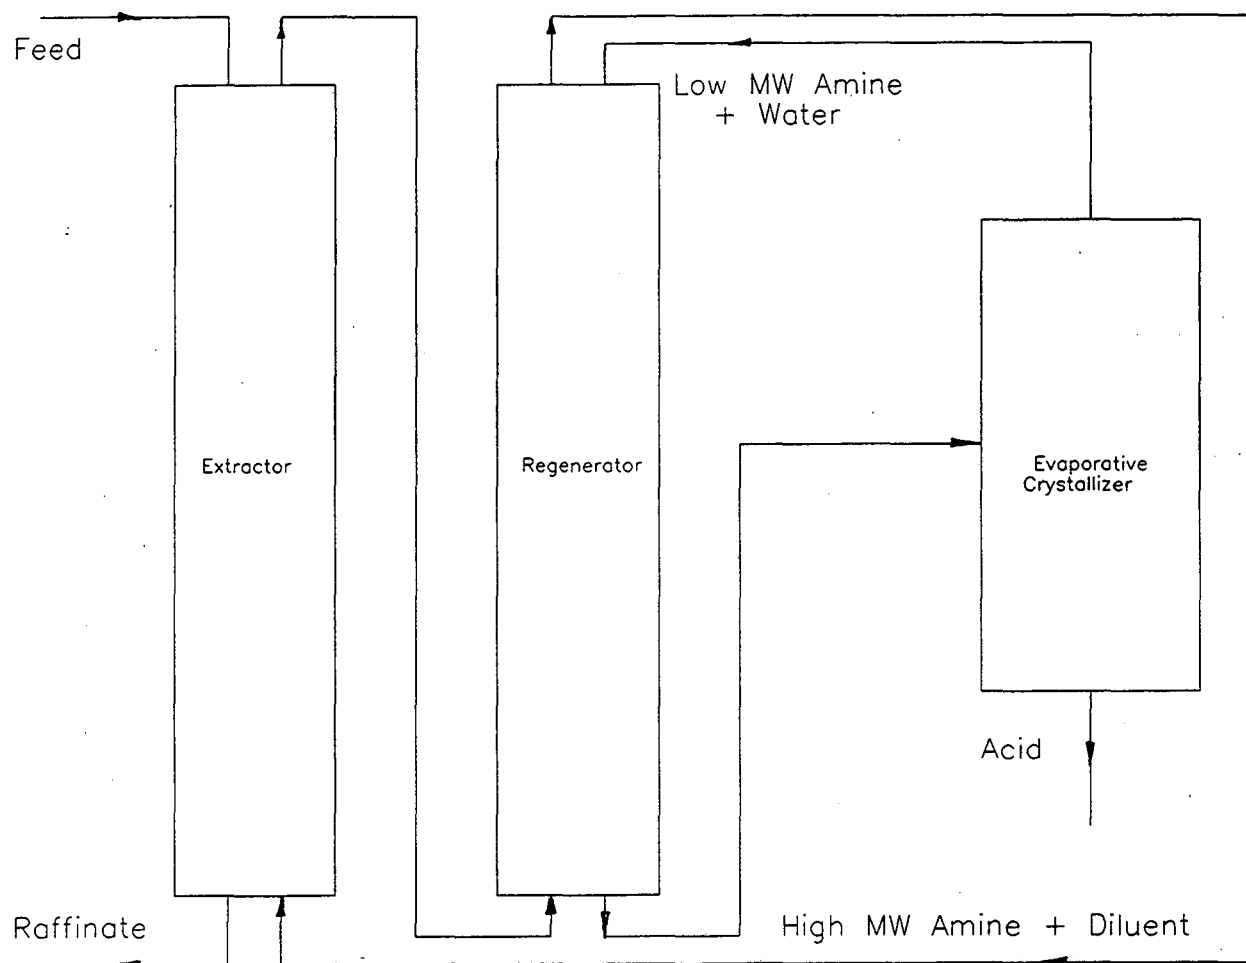 Feed
Low MW Amine
+ Water
Extractor
Regenerator
Evaporative
Crystallizer
Acid
Raffinate
High MW Amine + Diluent